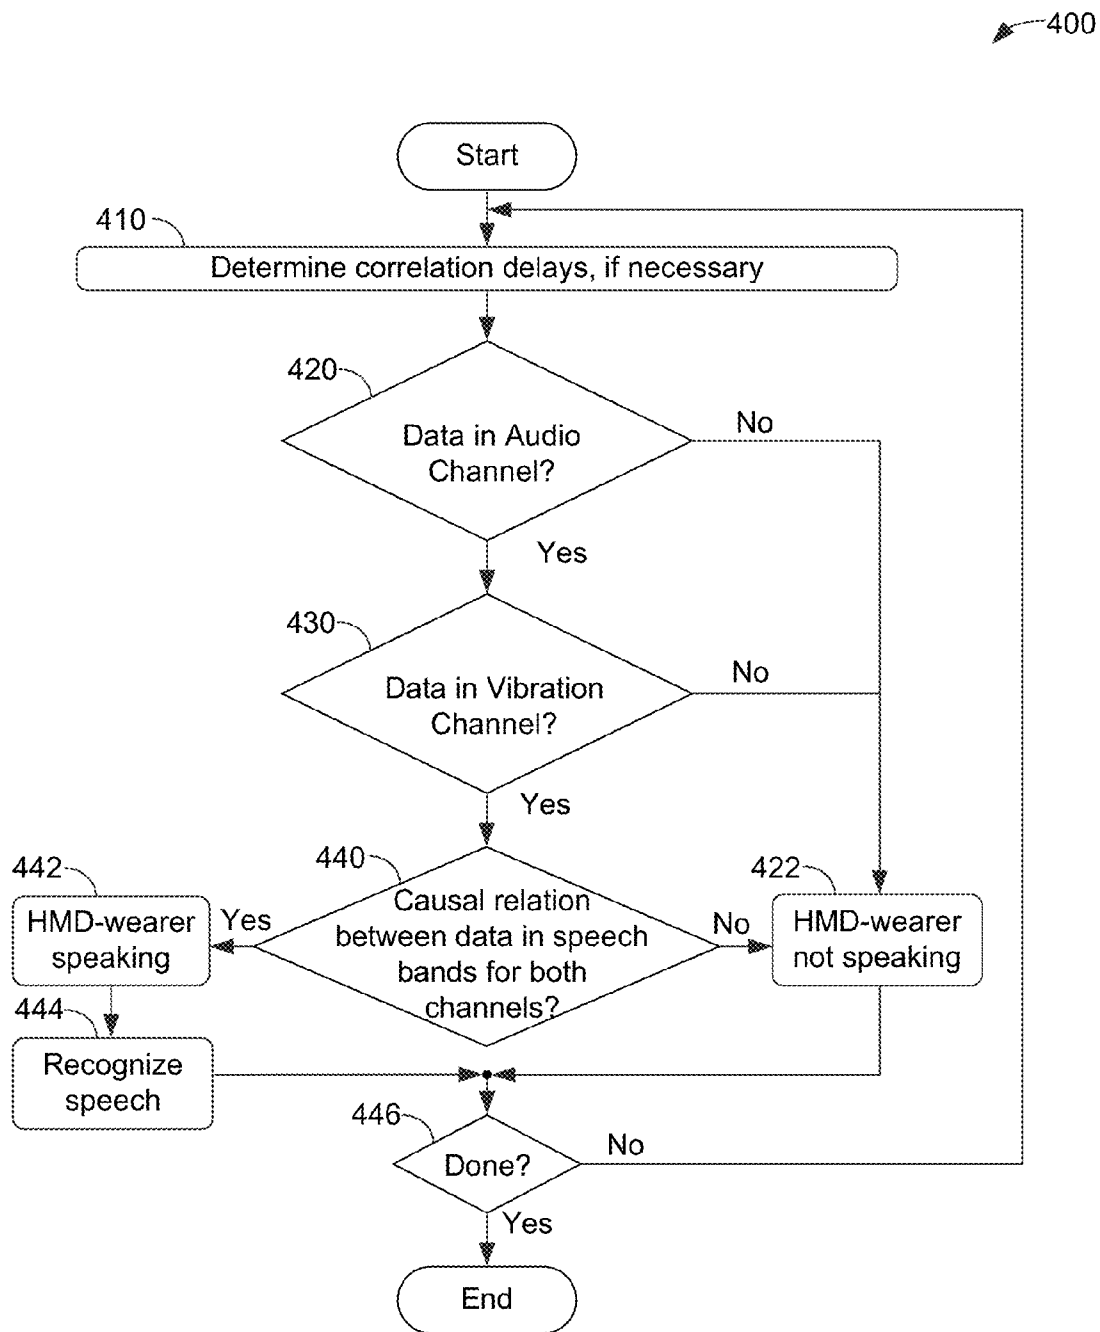 400
Start
410
Determine correlation delays, if necessary
420
Data in Audio
Channel?
No
Yes
430
Data in Vibration
Channel?
No
Yes
442
440
422
HMD-wearer
speaking
Yes
Causal relation
between data in speech
bands for both
channels?
No
HMD-wearer
not speaking
444
Recognize
speech
446
Done?
No
Yes
End